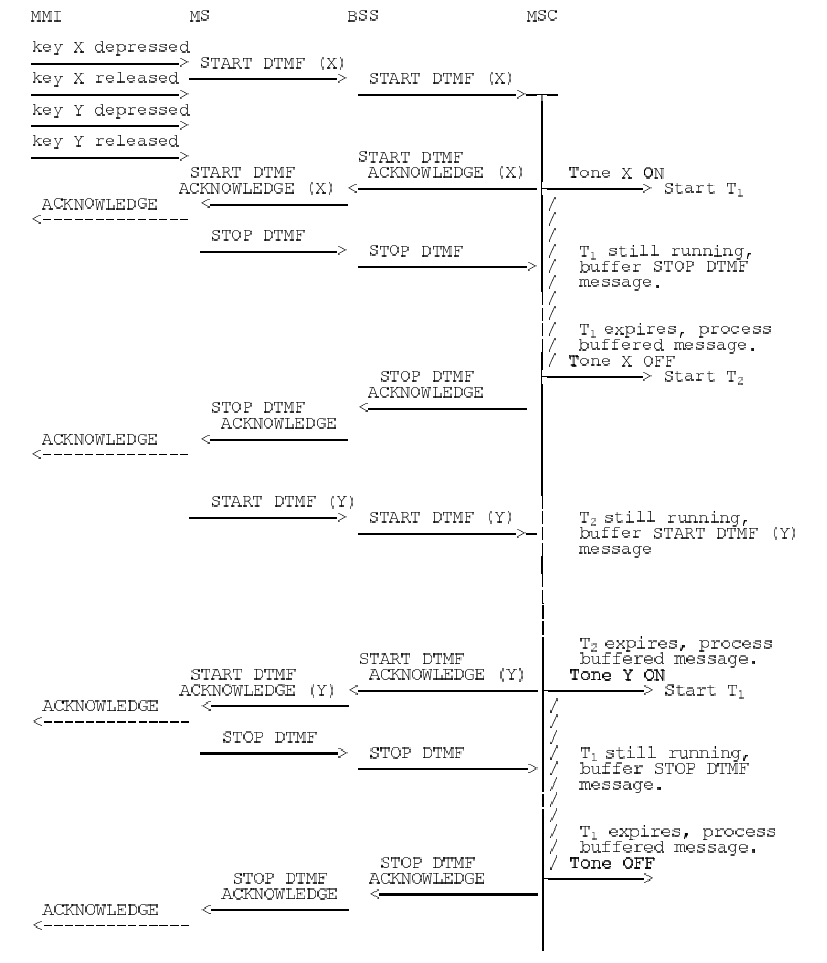 MMI MS BSS MSC
key X depressed
START DTMF (X)
key X released
START DTMF (X)
key Y depressed
key Y released
START DTMF
START DTMF
ACKNOWLEDGE (X)
Tone X ON
ACKNOWLEDGE (X)
Start T₁
ACKNOWLEDGE
STOP DTMF
STOP DTMF
T₁ still running,
buffer STOP DTMF
message.
T₁ expires, process
buffered message.
Tone X OFF
Start T₂
STOP DTMF
ACKNOWLEDGE
STOP DTMF
ACKNOWLEDGE
ACKNOWLEDGE
START DTMF (Y)
START DTMF (Y)
T₂ still running,
buffer START DTMF (Y)
message
T₂ expires, process
buffered message.
START DTMF
START DTMF
ACKNOWLEDGE (Y)
Tone Y ON
ACKNOWLEDGE (Y)
Start T₁
ACKNOWLEDGE
STOP DTMF
STOP DTMF
T₁ still running,
buffer STOP DTMF
message.
T₁ expires, process
buffered message.
Tone OFF
STOP DTMF
ACKNOWLEDGE
STOP DTMF
ACKNOWLEDGE
ACKNOWLEDGE